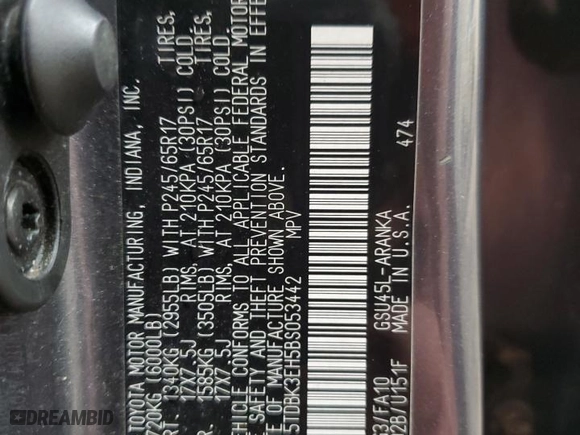 TOYOTA MOTOR MANUFACTURING, INDIANA, INC.
720KG (6000LB)
1340KG (2955LB) WITH P245/65R17 TIRES,
17X7.5J RIMS, AT 210KPA (30PSI) COLD.
1585KG (3505LB) WITH P245/65R17 TIRES,
17X7.5J RIMS, AT 210KPA (30PSI) COLD.
VEHICLE CONFORMS TO ALL APPLICABLE FEDERAL MOTOR
SAFETY AND THEFT PREVENTION STANDARDS IN EFFE
MANUFACTURE SHOWN ABOVE.
5TDBK3EH5BS053442 MPV
474
FA10 GSU45L-ARANKA
2B/U151F MADE IN U.S.A.
REPAIRABLE HISTORY